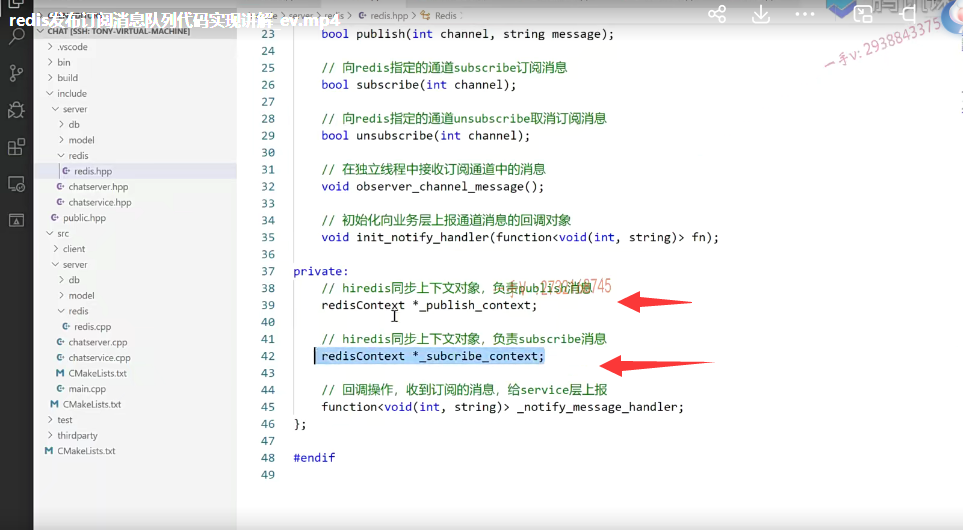 redis发布订阅消息队列代码实现讲解_ev.mp4
CHAT [SSH: TONY-VIRTUAL-MACHINE]
.vscode
bin
build
include
server
db
model
redis
redis.hpp
chatserver.hpp
chatservice.hpp
public.hpp
src
client
server
db
model
redis
redis.cpp
chatserver.cpp
chatservice.cpp
CMakeLists.txt
main.cpp
CMakeLists.txt
test
thirdparty
CMakeLists.txt
redis.hpp > Redis
23 bool publish(int channel, string message);
24
25 // 向redis指定的通道subscribe订阅消息
26 bool subscribe(int channel);
27
28 // 向redis指定的通道unsubscribe取消订阅消息
29 bool unsubscribe(int channel);
30
31 // 在独立线程中接收订阅通道中的消息
32 void observer_channel_message();
33
34 // 初始化向业务层上报通道消息的回调对象
35 void init_notify_handler(function<void(int, string)> fn);
36
37 private:
38 // hiredis同步上下文对象，负责publish消息
39 redisContext *_publish_context;
40
41 // hiredis同步上下文对象，负责subscribe消息
42 redisContext *_subcribe_context;
43
44 // 回调操作，收到订阅的消息，给service层上报
45 function<void(int, string)> _notify_message_handler;
46 };
47
48 #endif
49
一手v: 2938843375